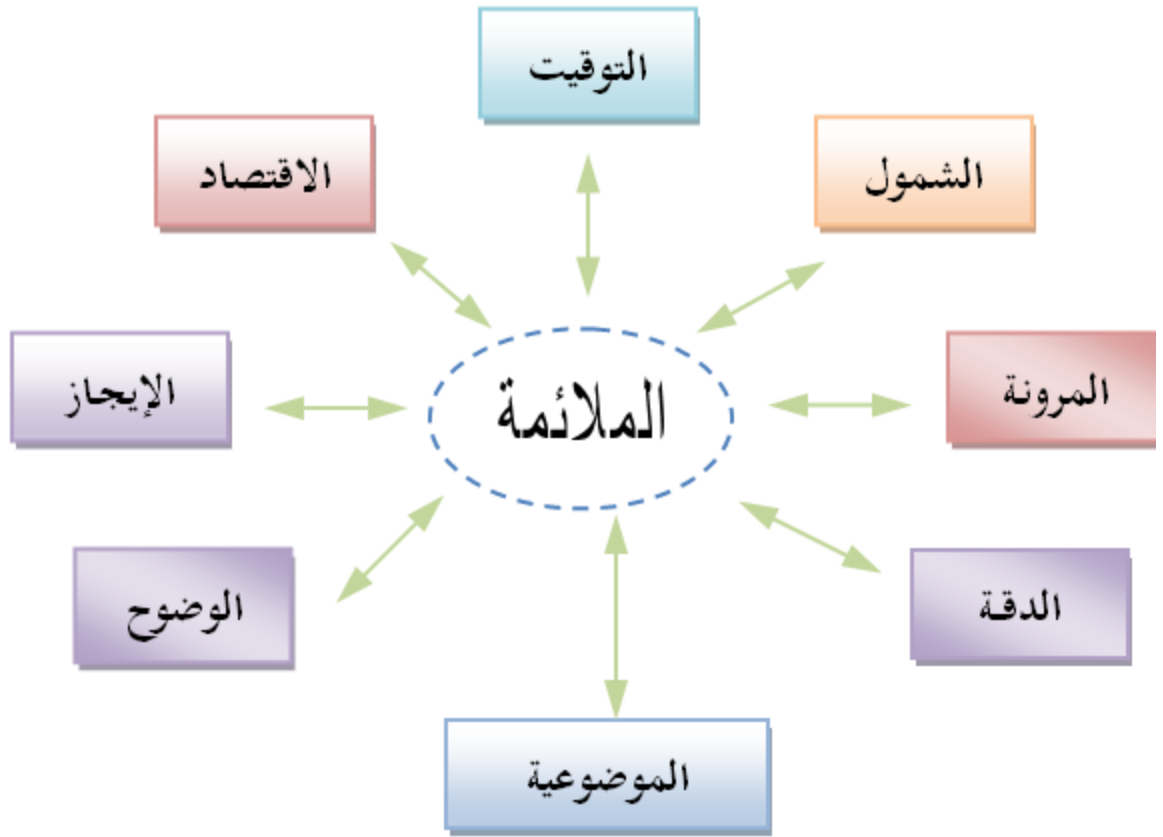 التوقيت
الشمول
الاقتصاد
المرونة
الملائمة
الإيجاز
الدقة
الوضوح
الموضوعية